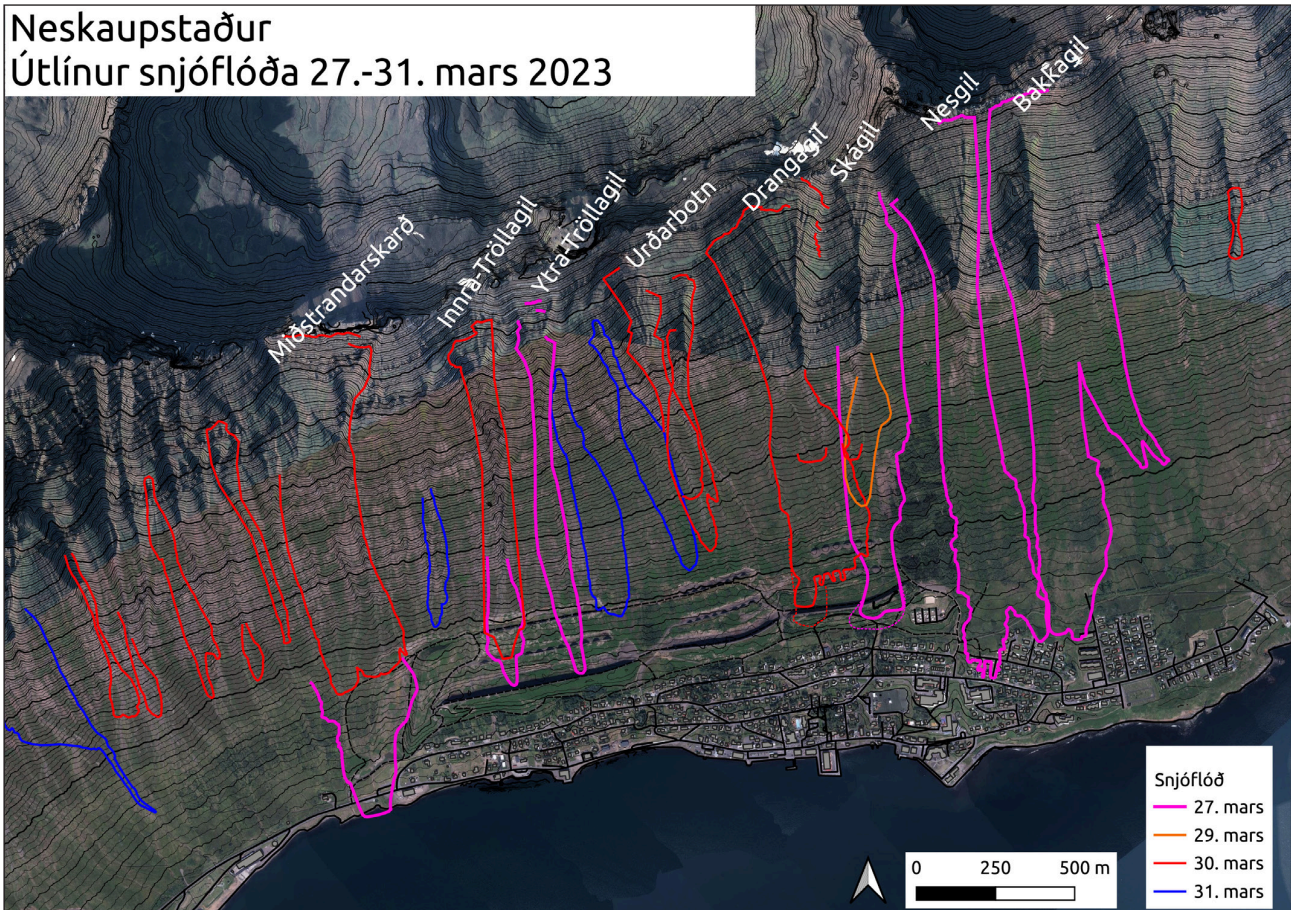 Neskaupstaður
Útlínur snjóflóða 27.-31. mars 2023
Miðstrandarskarð
Innra-Tröllagil
Ytra-Tröllagil
Urðarbotn
Drangagil
Skágil
Nesgil
Bakkagil
Snjóflóð
27. mars
29. mars
30. mars
31. mars
0 250 500 m